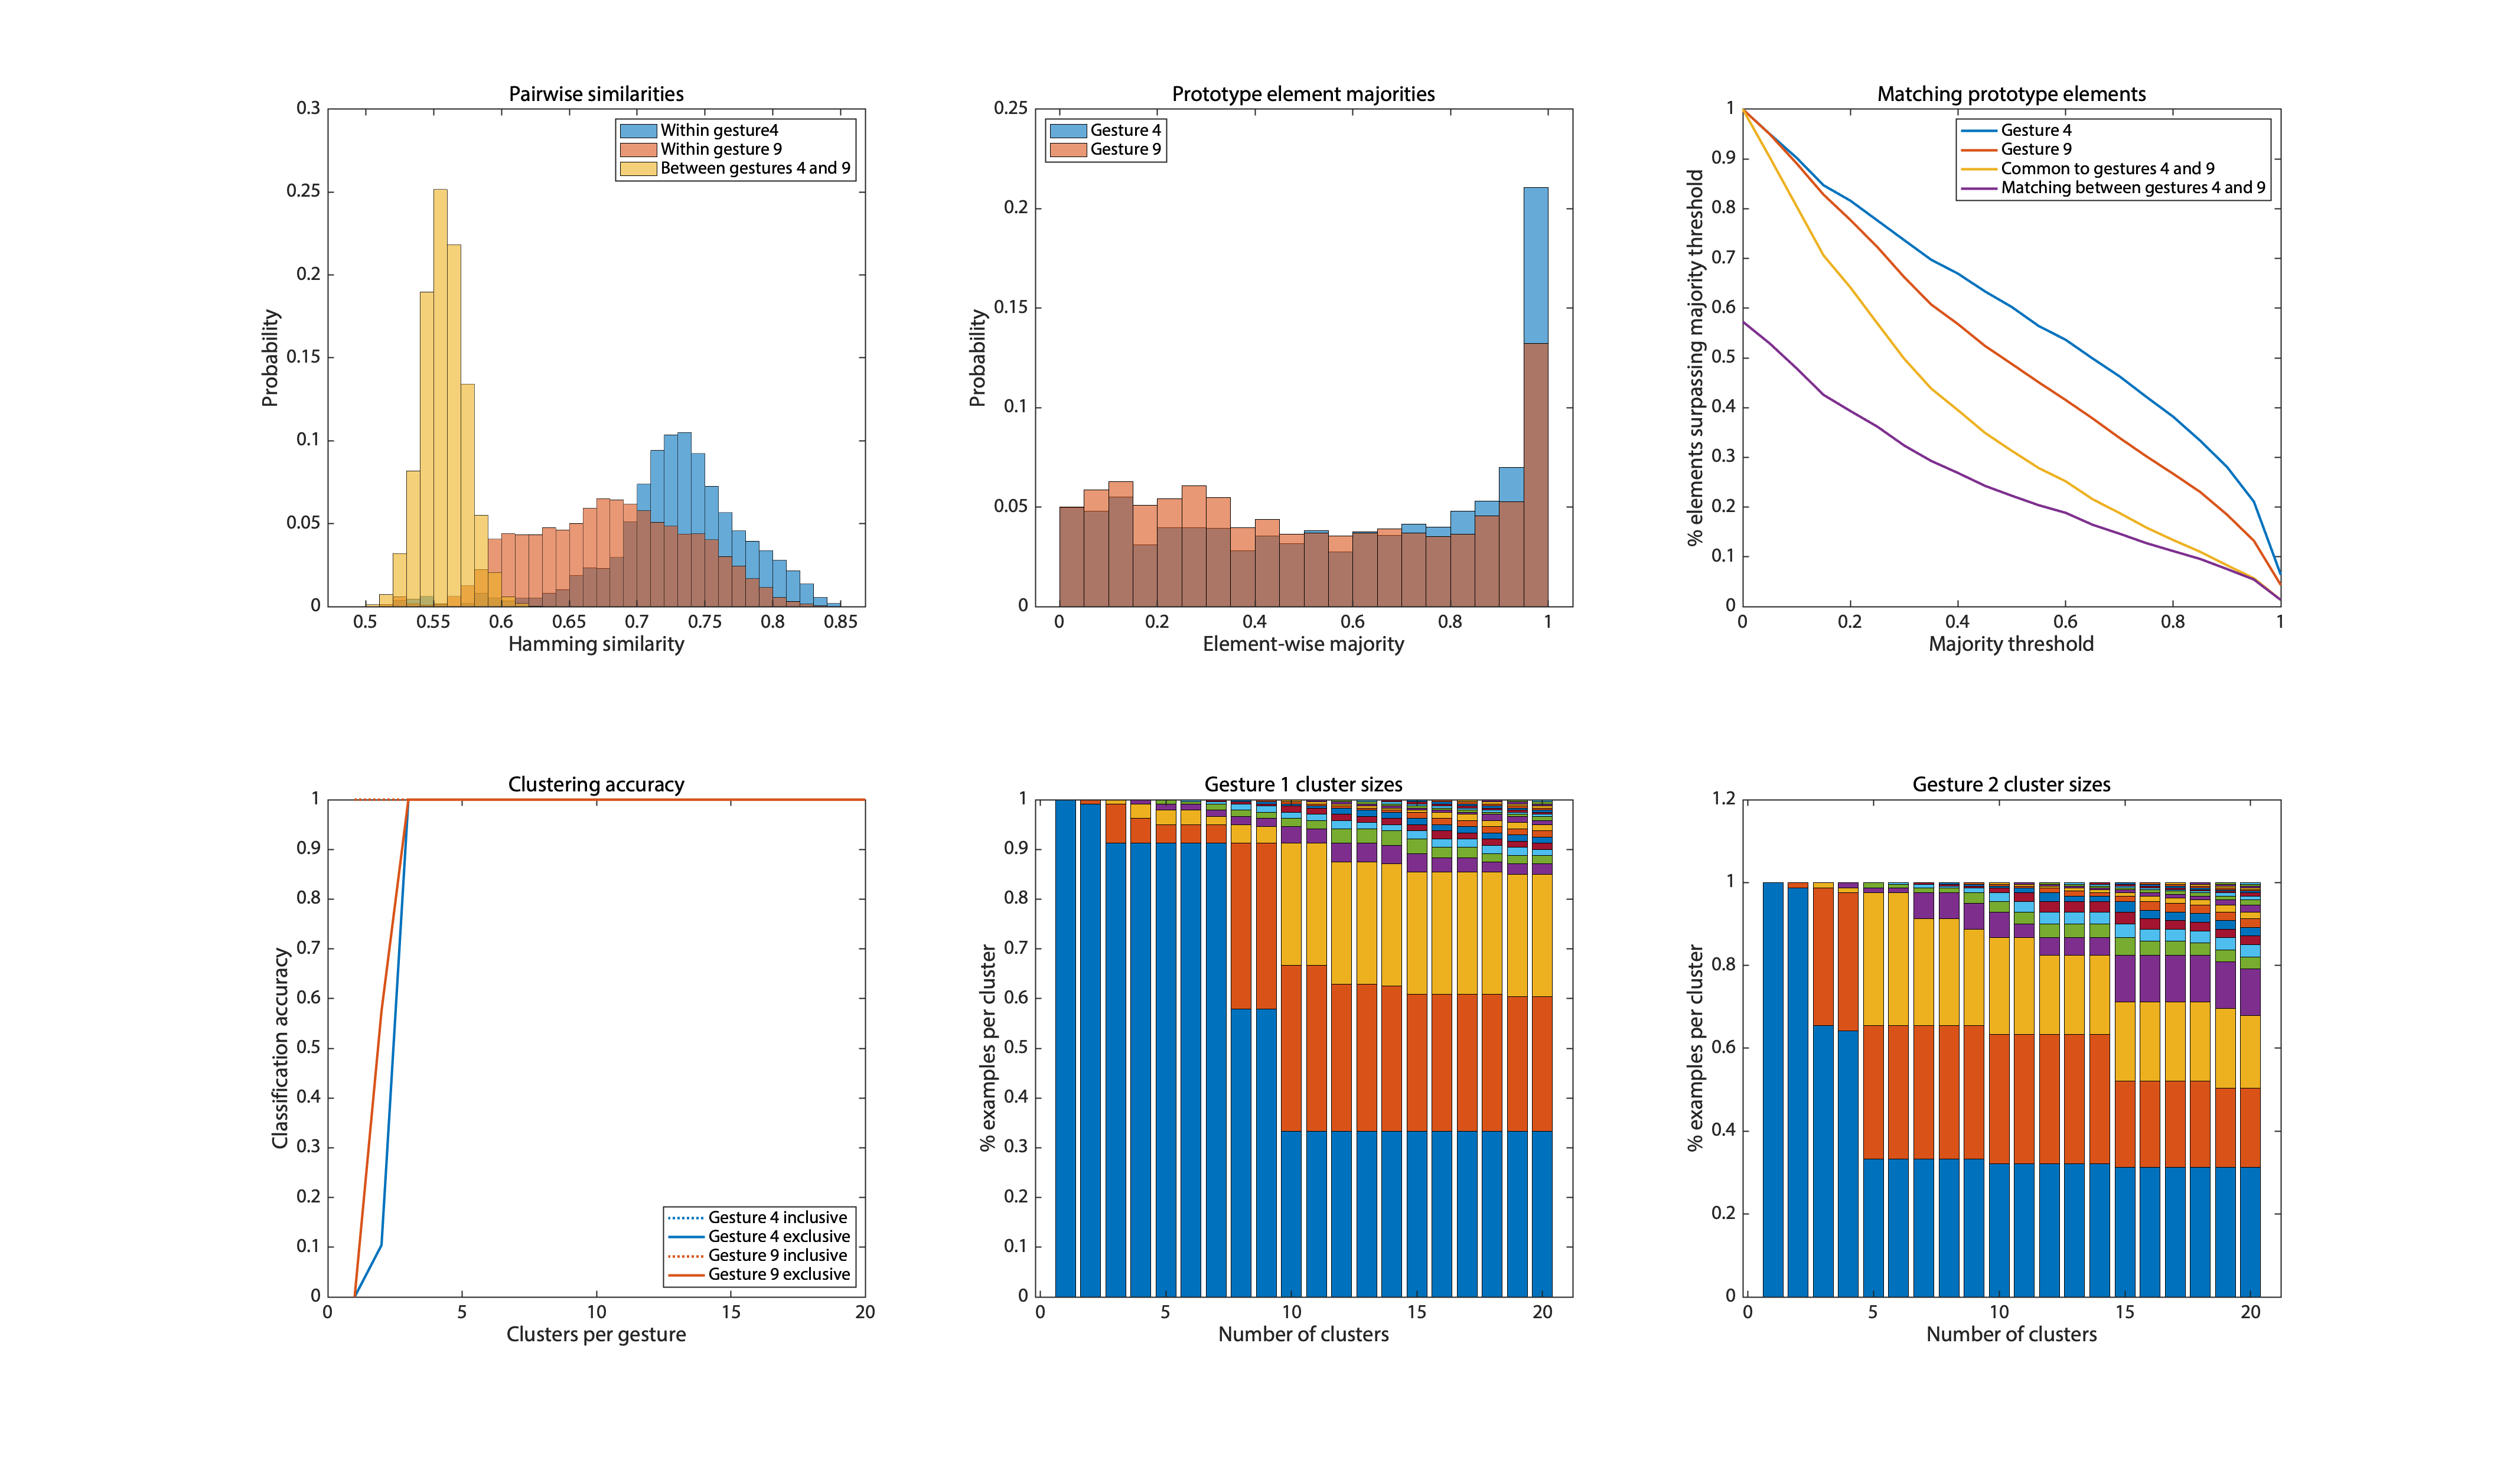 Pairwise similarities
0.3
0.25
0.2
0.15
0.1
0.05
0
Probability
Within gesture4
Within gesture 9
Between gestures 4 and 9
0.5 0.55 0.6 0.65 0.7 0.75 0.8 0.85
Hamming similarity
Prototype element majorities
0.25
0.2
0.15
0.1
0.05
0
Probability
Gesture 4
Gesture 9
0 0.2 0.4 0.6 0.8 1
Element-wise majority
Matching prototype elements
1
0.9
0.8
0.7
0.6
0.5
0.4
0.3
0.2
0.1
0
% elements surpassing majority threshold
Gesture 4
Gesture 9
Common to gestures 4 and 9
Matching between gestures 4 and 9
0 0.2 0.4 0.6 0.8 1
Majority threshold
Clustering accuracy
1
0.9
0.8
0.7
0.6
0.5
0.4
0.3
0.2
0.1
0
Classification accuracy
Gesture 4 inclusive
Gesture 4 exclusive
Gesture 9 inclusive
Gesture 9 exclusive
0 5 10 15 20
Clusters per gesture
Gesture 1 cluster sizes
1
0.9
0.8
0.7
0.6
0.5
0.4
0.3
0.2
0.1
0
% examples per cluster
0 5 10 15 20
Number of clusters
Gesture 2 cluster sizes
1.2
1
0.8
0.6
0.4
0.2
0
% examples per cluster
0 5 10 15 20
Number of clusters